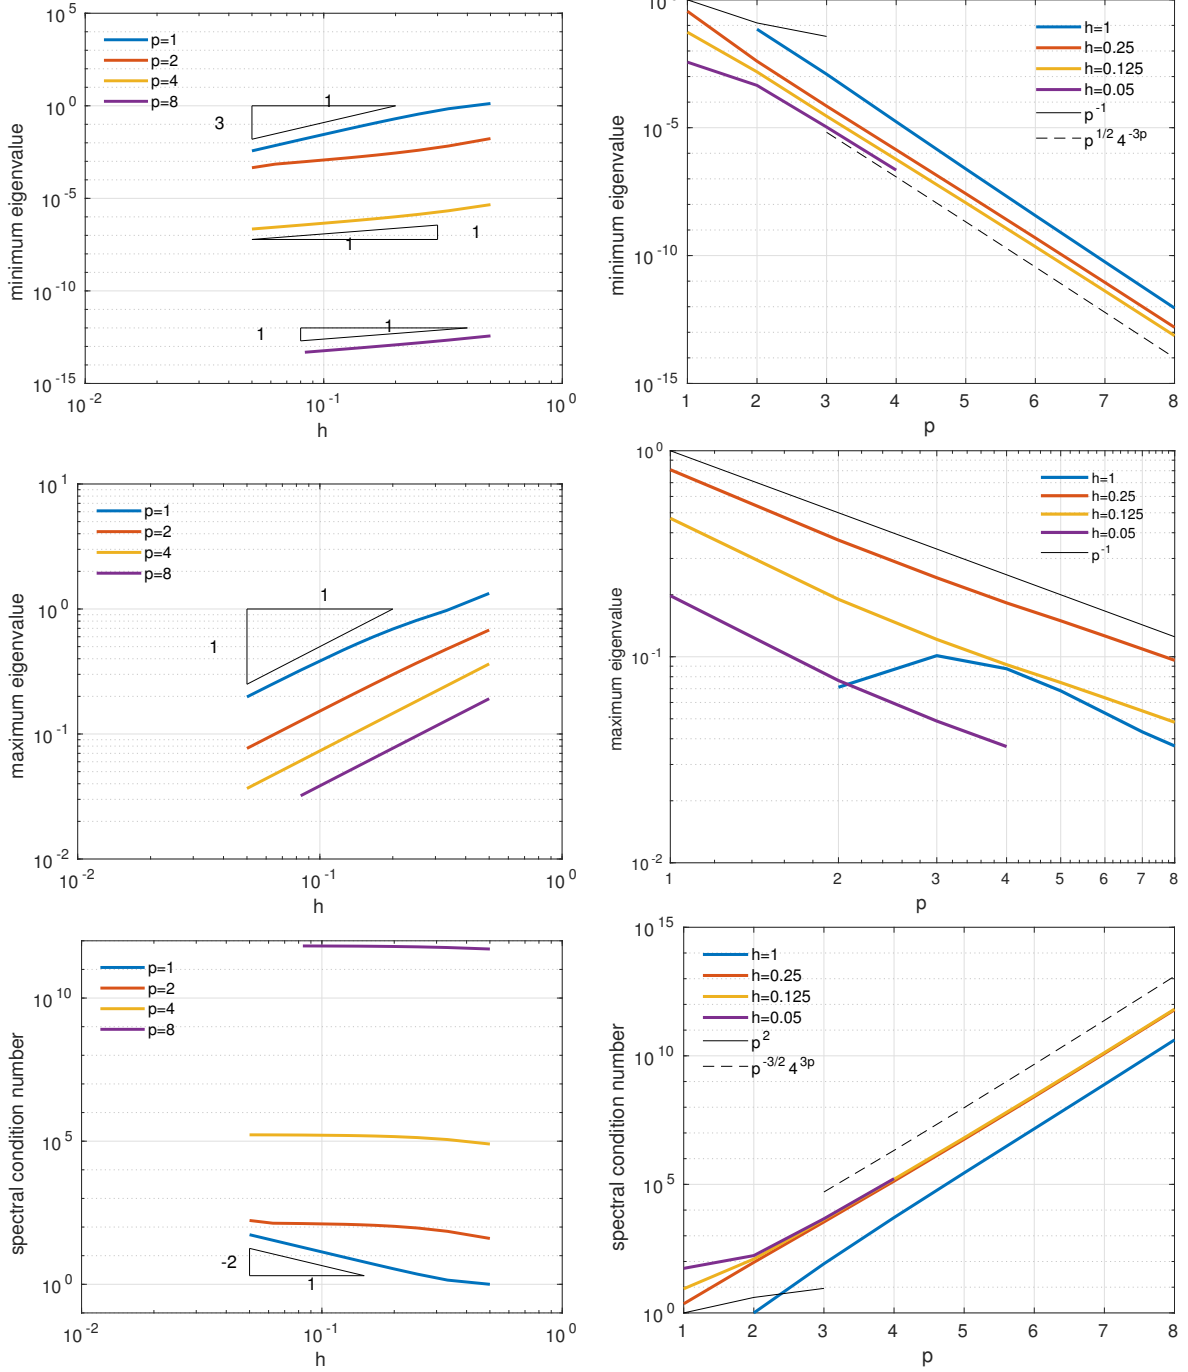 10^5
10^0
10^-5
10^-10
10^-15
10^-2
10^-1
10^0
minimum eigenvalue
h
p=1
p=2
p=4
p=8
1
3
1
1
1
1
10^-5
10^-10
10^-15
1
2
3
4
5
6
7
8
minimum eigenvalue
p
h=1
h=0.25
h=0.125
h=0.05
p^-1
p^1/2 4^-3p
10^1
10^0
10^-1
10^-2
10^-2
10^-1
10^0
maximum eigenvalue
h
p=1
p=2
p=4
p=8
1
1
10^0
10^-1
10^-2
1
2
3
4
5
6
7
8
maximum eigenvalue
p
h=1
h=0.25
h=0.125
h=0.05
p^-1
10^10
10^5
10^0
10^-2
10^-1
10^0
spectral condition number
h
p=1
p=2
p=4
p=8
-2
1
10^15
10^10
10^5
10^0
1
2
3
4
5
6
7
8
spectral condition number
p
h=1
h=0.25
h=0.125
h=0.05
p^2
p^-3/2 4^3p